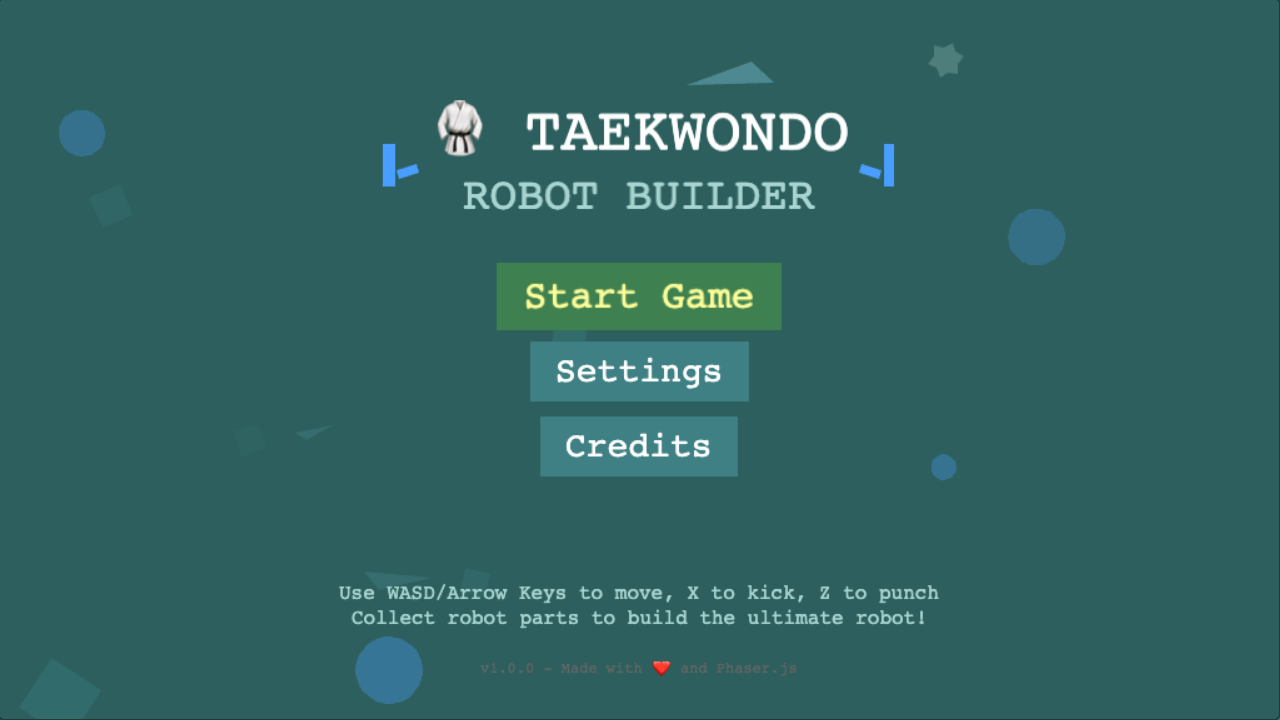 TAEKWONDO
ROBOT BUILDER
Start Game
Settings
Credits
Use WASD/Arrow Keys to move, X to kick, Z to punch
Collect robot parts to build the ultimate robot!
v1.0.0 - Made with ❤️ and Phaser.js